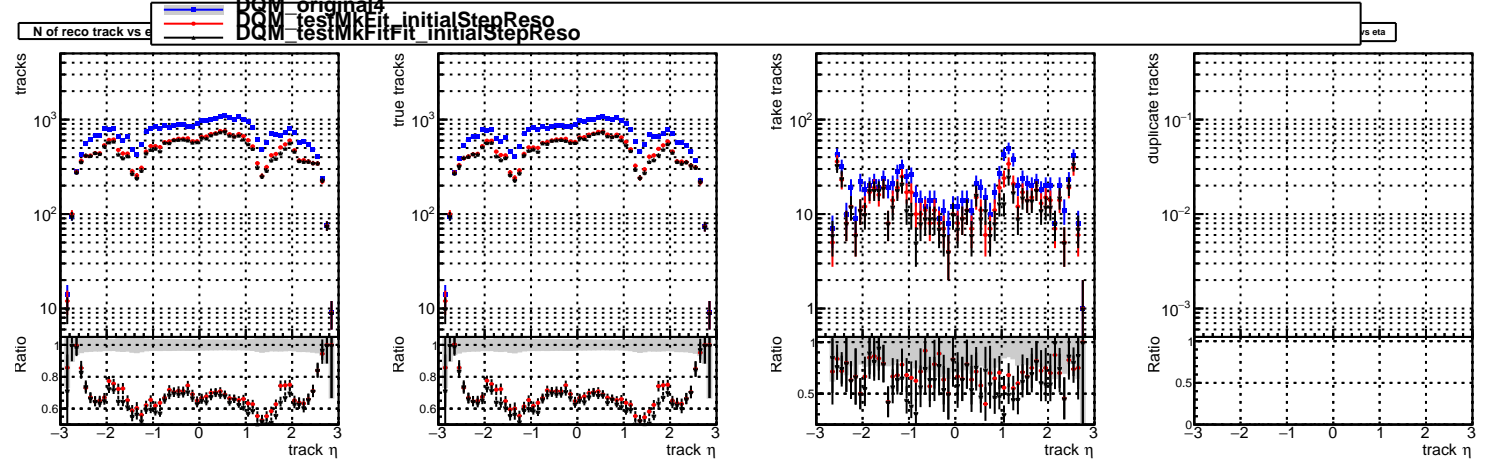 DQM_original4
DQM_testMkFit_initialStepReso
DQM_testMkFitFit_initialStepReso
N of reco track vs e
vs eta
tracks
10³
10²
10
Ratio
1
0.8
0.6
−3 −2 −1 0 1 2 3
track η
true tracks
10³
10²
10
Ratio
1
0.8
0.6
−3 −2 −1 0 1 2 3
track η
fake tracks
10²
10
1
Ratio
1
0.5
−3 −2 −1 0 1 2 3
track η
duplicate tracks
10⁻¹
10⁻²
10⁻³
Ratio
1
0.5
0
−3 −2 −1 0 1 2 3
track η